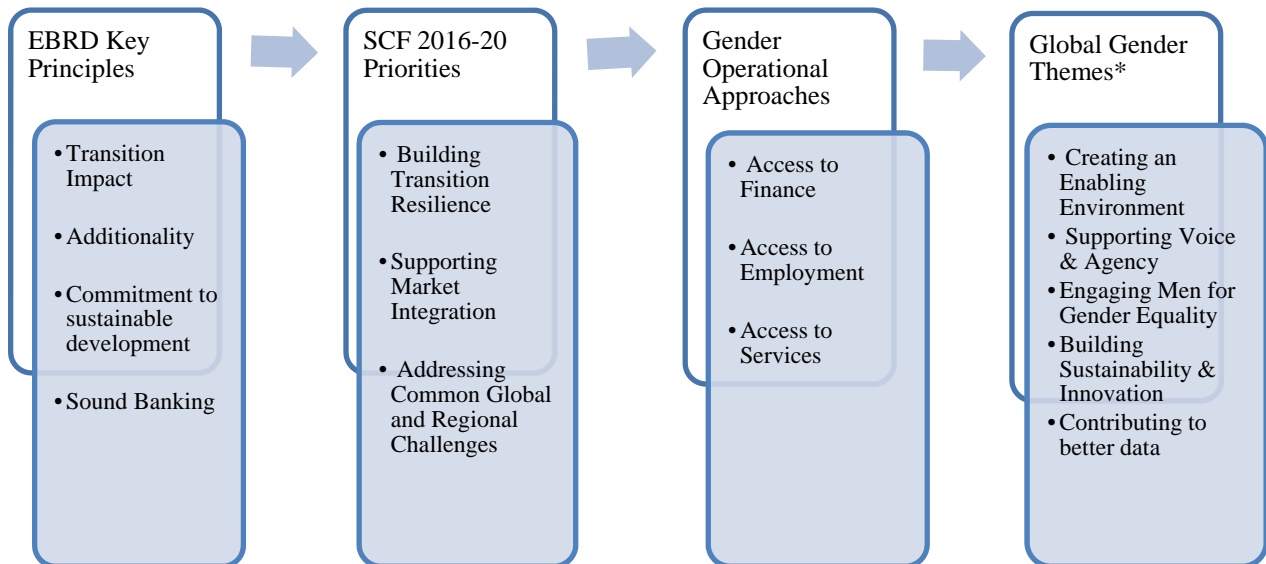 EBRD Key
Principles
• Transition
Impact
• Additionality
• Commitment to
sustainable
development
• Sound Banking
SCF 2016-20
Priorities
• Building
Transition
Resilience
• Supporting
Market
Integration
• Addressing
Common Global
and Regional
Challenges
Gender
Operational
Approaches
• Access to
Finance
• Access to
Employment
• Access to
Services
Global Gender
Themes*
• Creating an
Enabling
Environment
• Supporting Voice
& Agency
• Engaging Men for
Gender Equality
• Building
Sustainability &
Innovation
• Contributing to
better data